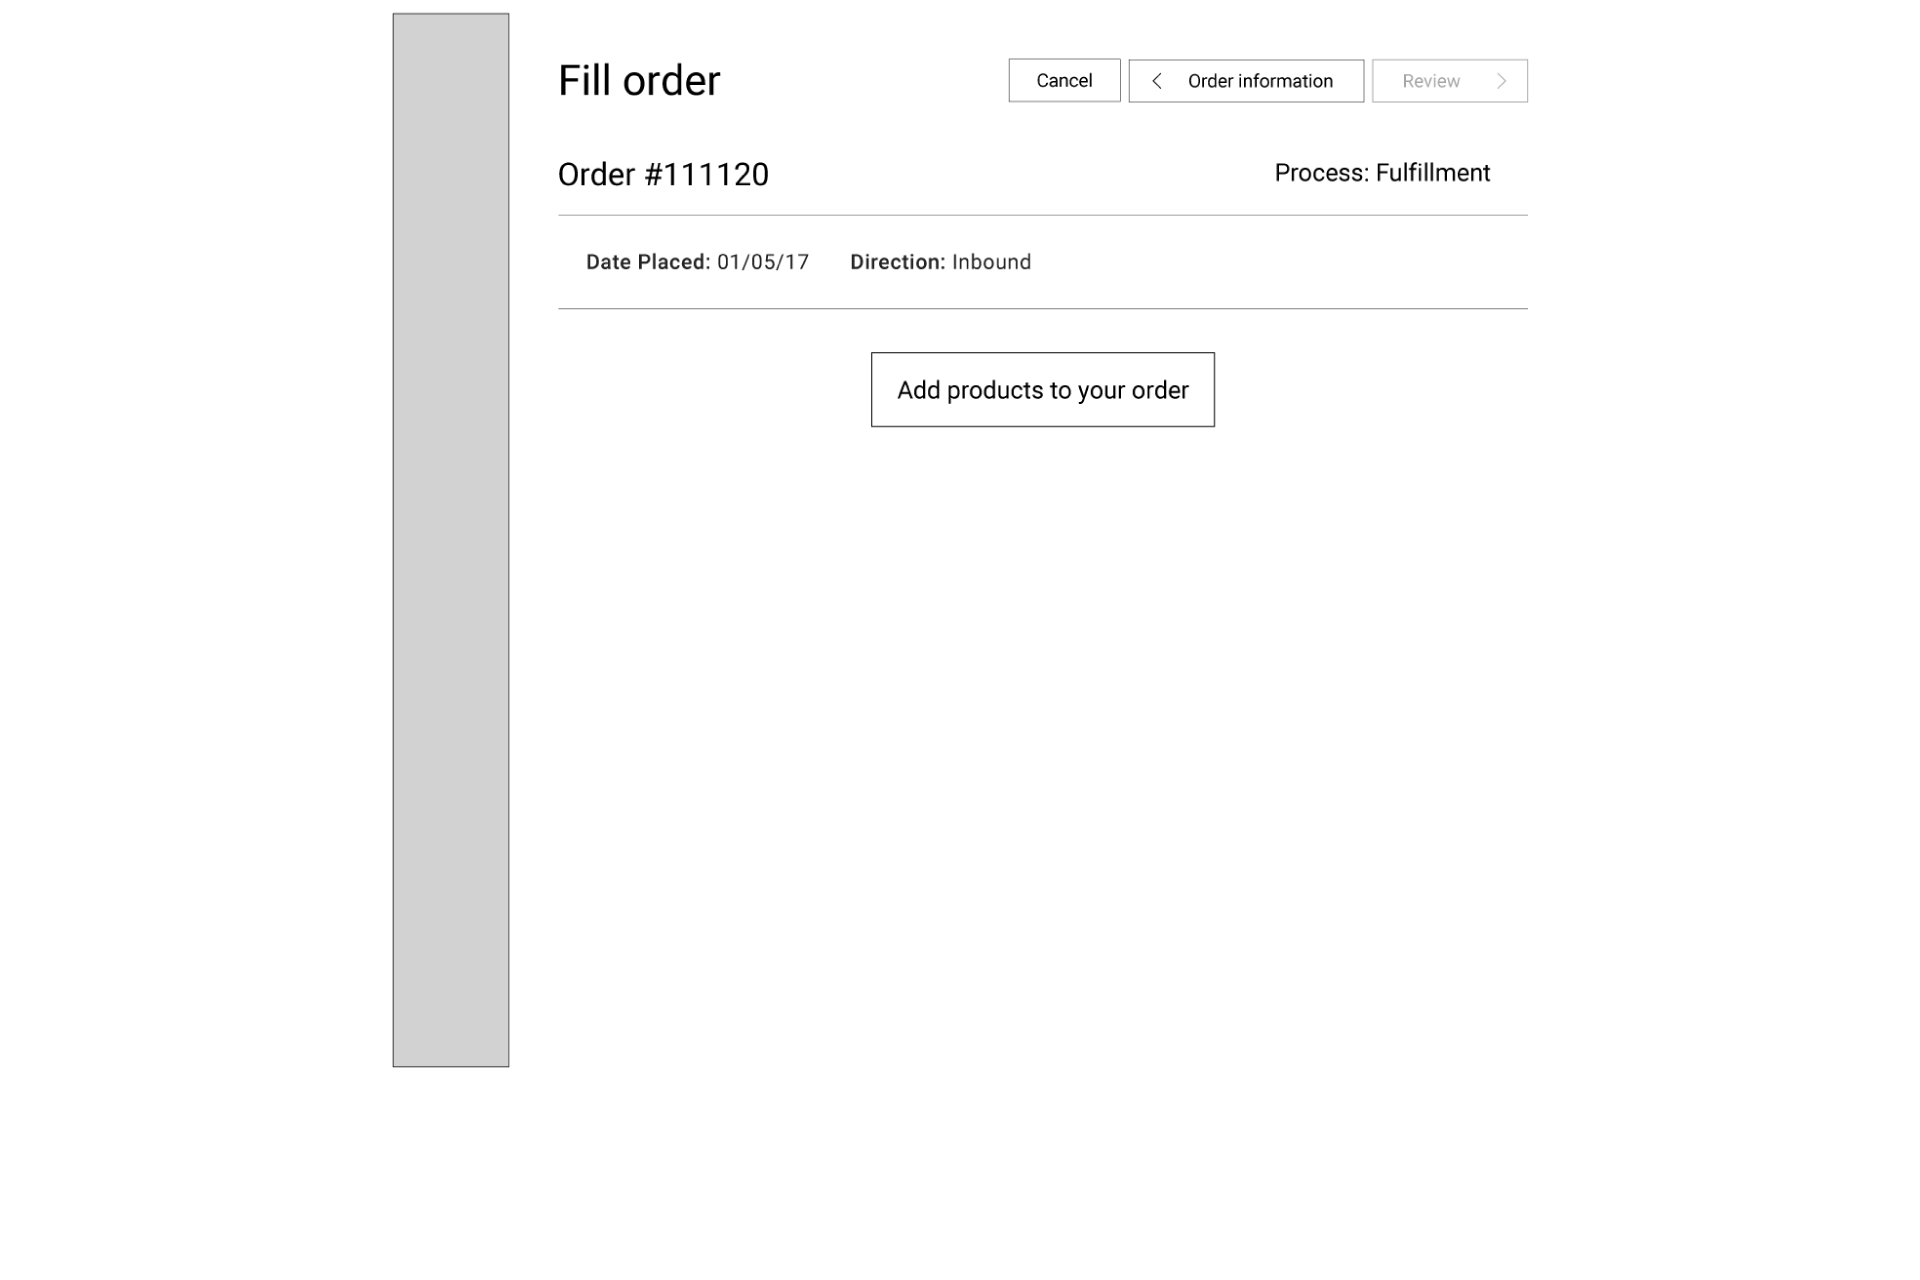 Fill order
Cancel
Order information
Review
Order #111120
Process: Fulfillment
Date Placed: 01/05/17 Direction: Inbound
Add products to your order